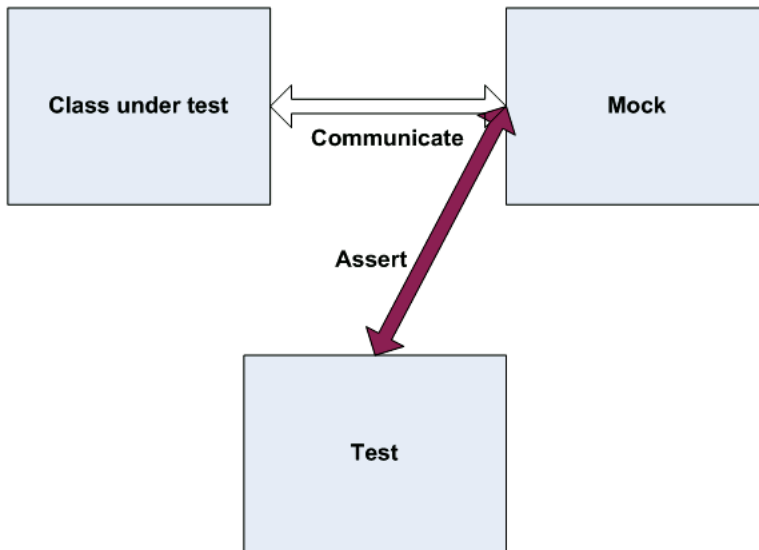 Class under test
Mock
Communicate
Assert
Test